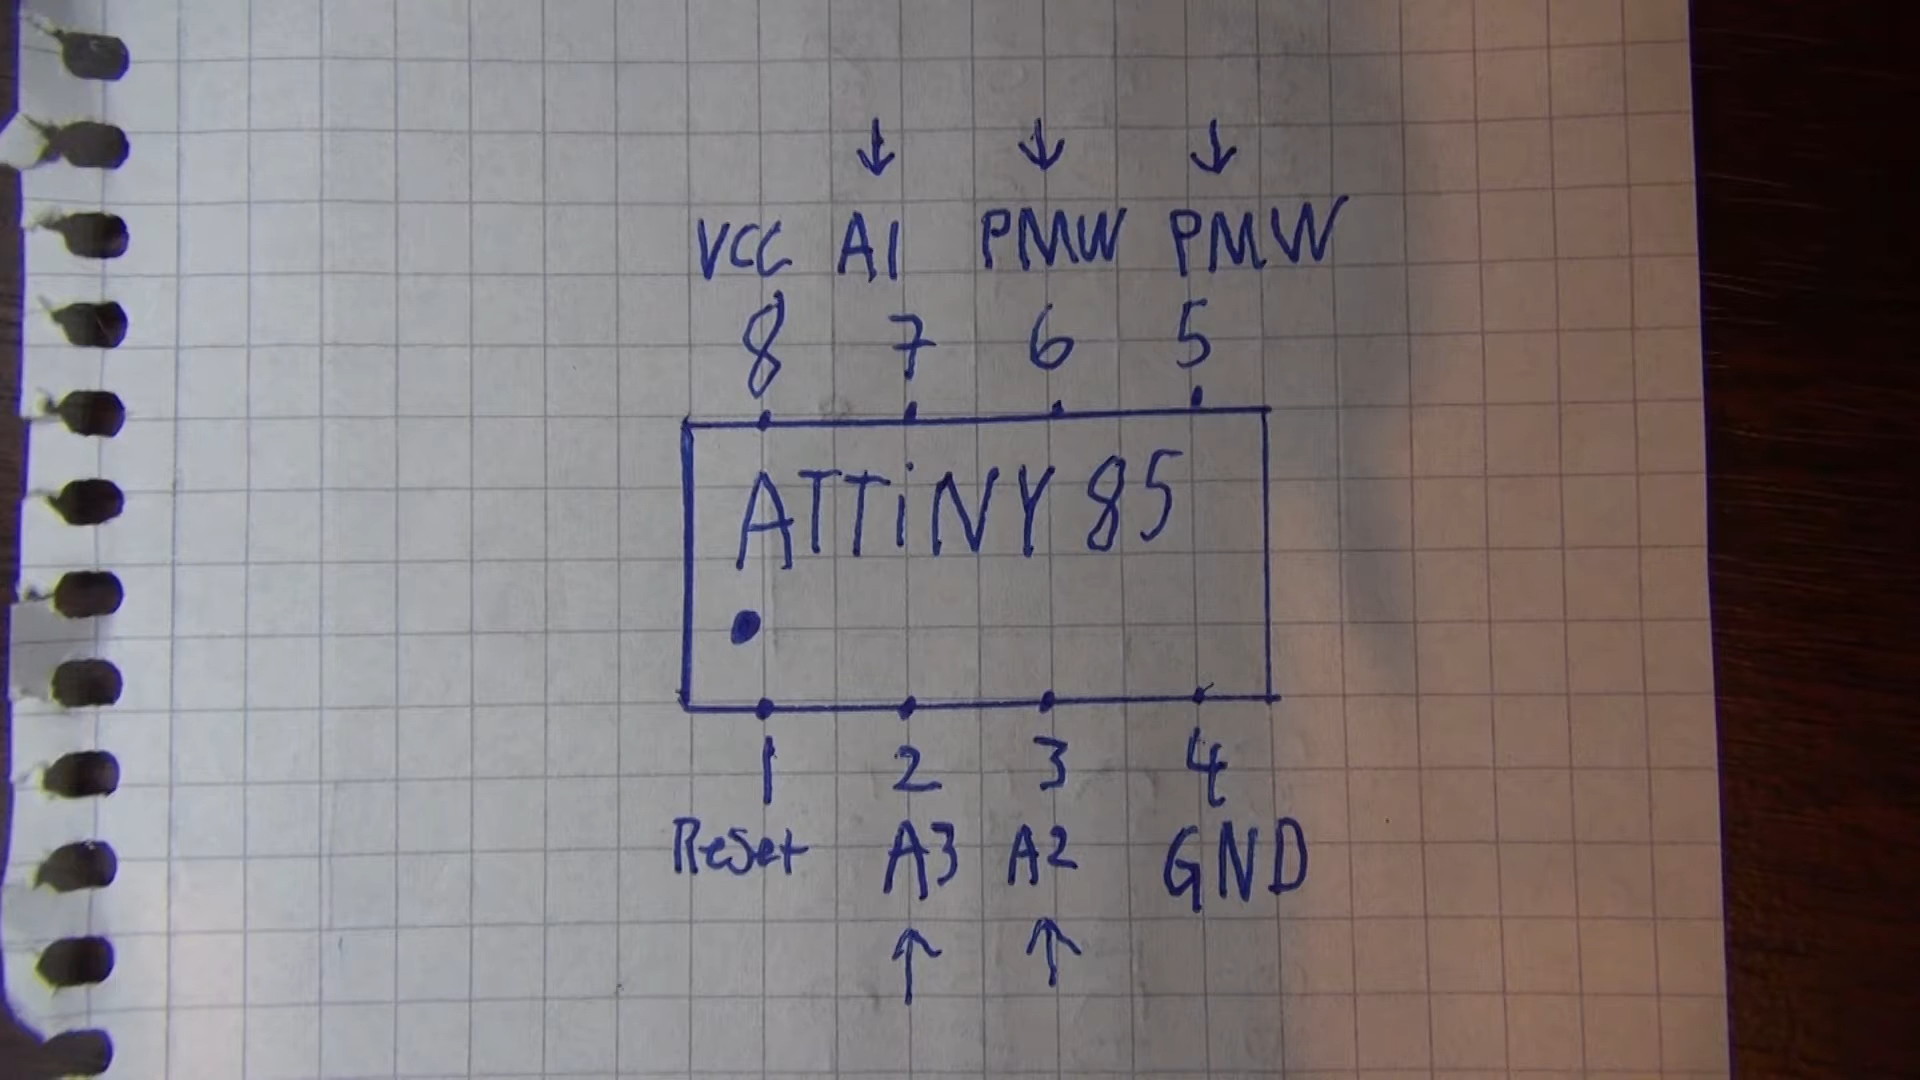 VCC A1 PMW PMW
8 7 6 5
ATTiNY 85
1 2 3 4
Reset A3 A2 GND